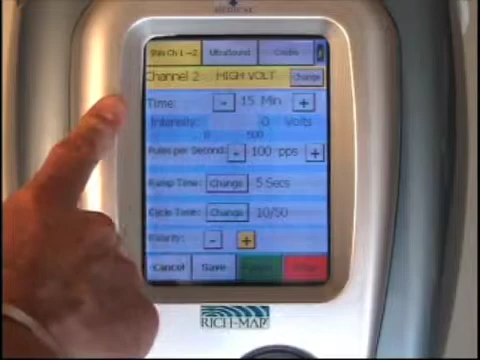 Stim Ch 1 - 2 UltraSound Combo
Channel 2: HIGH VOLT Change
Time: - 15 Min +
Intensity: 0 Volts
0 500
Pulses per Second: - 100 pps +
Ramp Time: Change 5 Secs
Cycle Time: Change 10/50
Polarity: - +
Cancel Save
RICH-MAR